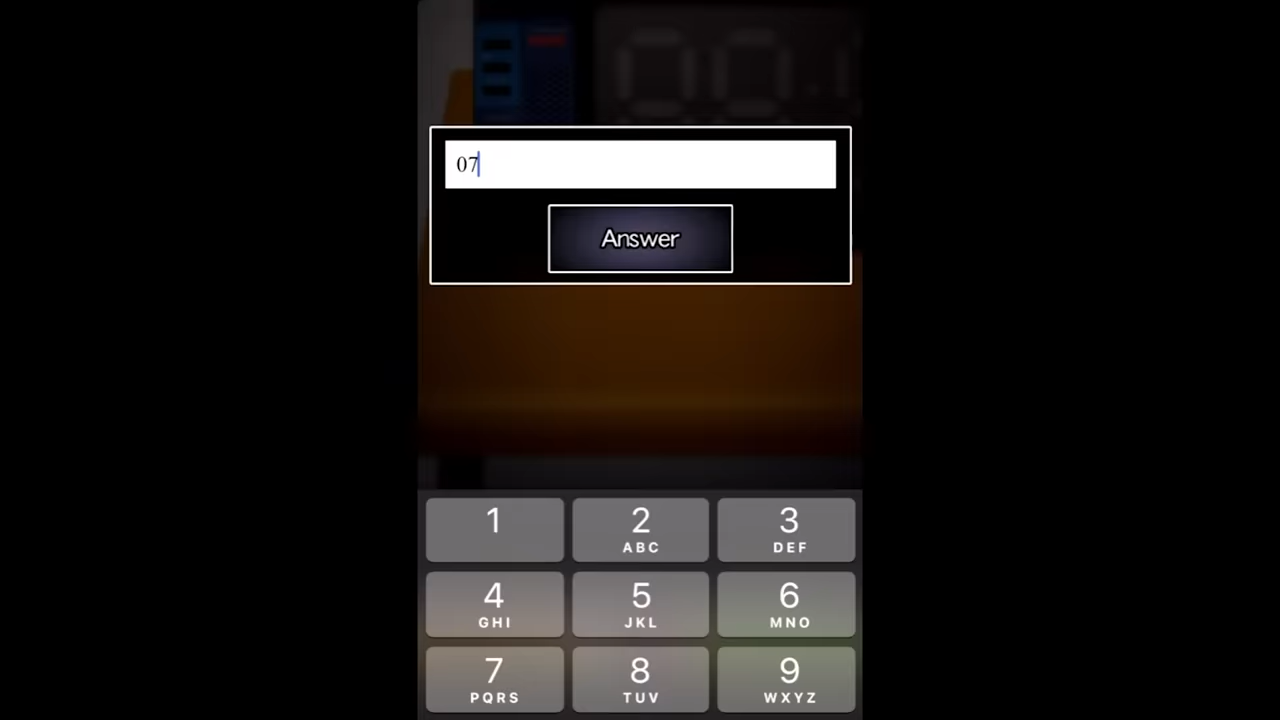 07
Answer
1
2
ABC
3
DEF
4
GHI
5
JKL
6
MNO
7
PQRS
8
TUV
9
WXYZ